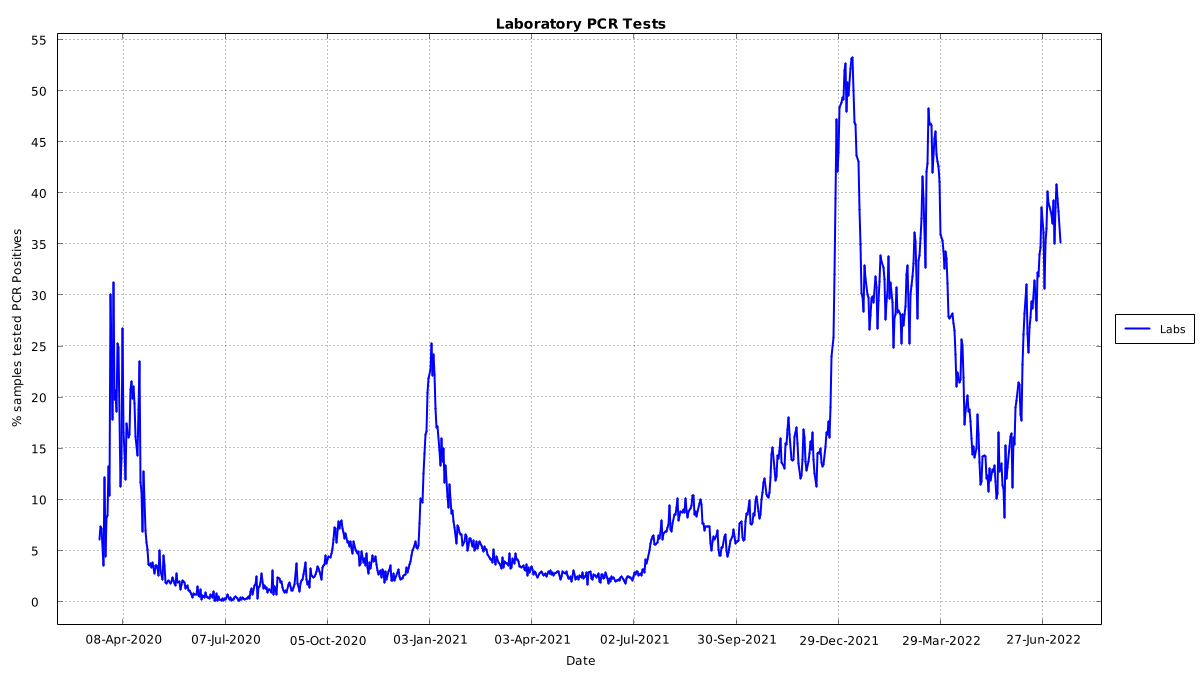 Laboratory PCR Tests
% samples tested PCR Positives
55
50
45
40
35
30
25
20
15
10
5
0
08-Apr-2020 07-Jul-2020 05-Oct-2020 03-Jan-2021 03-Apr-2021 02-Jul-2021 30-Sep-2021 29-Dec-2021 29-Mar-2022 27-Jun-2022
Date
Labs